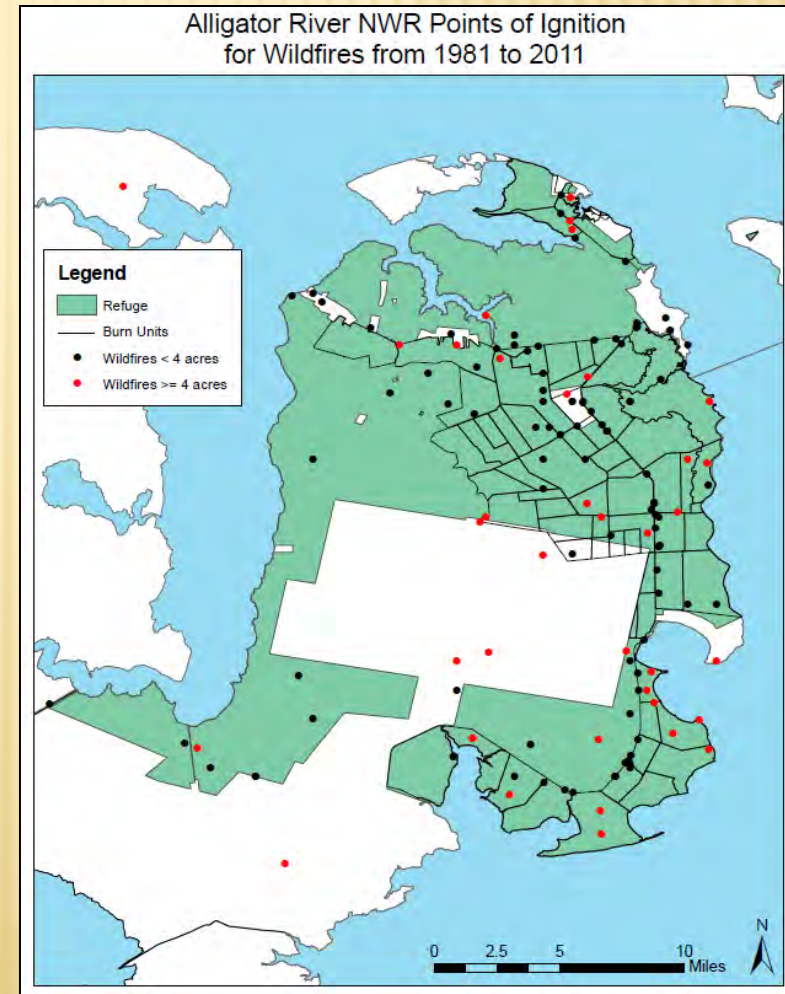 Alligator River NWR Points of Ignition
for Wildfires from 1981 to 2011
Legend
Refuge
Burn Units
Wildfires < 4 acres
Wildfires >= 4 acres
N
0 2.5 5 10
Miles